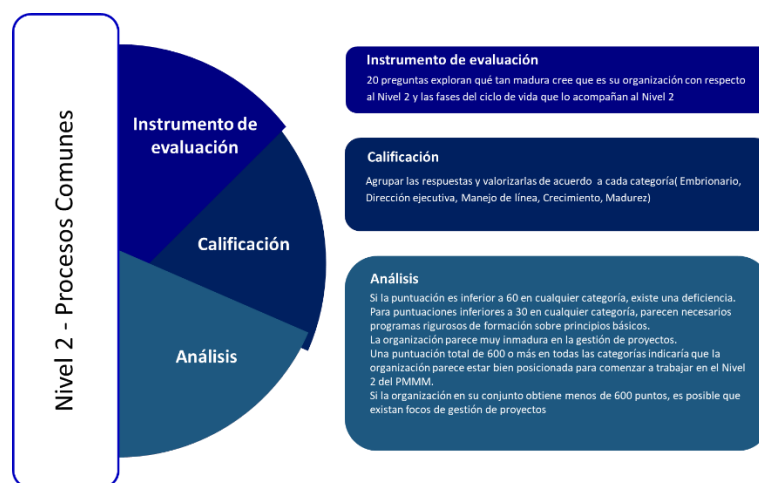 Nivel 2 - Procesos Comunes
Instrumento de
evaluación
Calificación
Análisis
Instrumento de evaluación
20 preguntas exploran qué tan madura cree que es su organización con respecto
al Nivel 2 y las fases del ciclo de vida que lo acompañan al Nivel 2
Calificación
Agrupar las respuestas y valorizarlas de acuerdo a cada categoría( Embrionario,
Dirección ejecutiva, Manejo de línea, Crecimiento, Madurez)
Análisis
Si la puntuación es inferior a 60 en cualquier categoría, existe una deficiencia.
Para puntuaciones inferiores a 30 en cualquier categoría, parecen necesarios
programas rigurosos de formación sobre principios básicos.
La organización parece muy inmadura en la gestión de proyectos.
Una puntuación total de 600 o más en todas las categorías indicaría que la
organización parece estar bien posicionada para comenzar a trabajar en el Nivel
2 del PMMM.
Si la organización en su conjunto obtiene menos de 600 puntos, es posible que
existan focos de gestión de proyectos